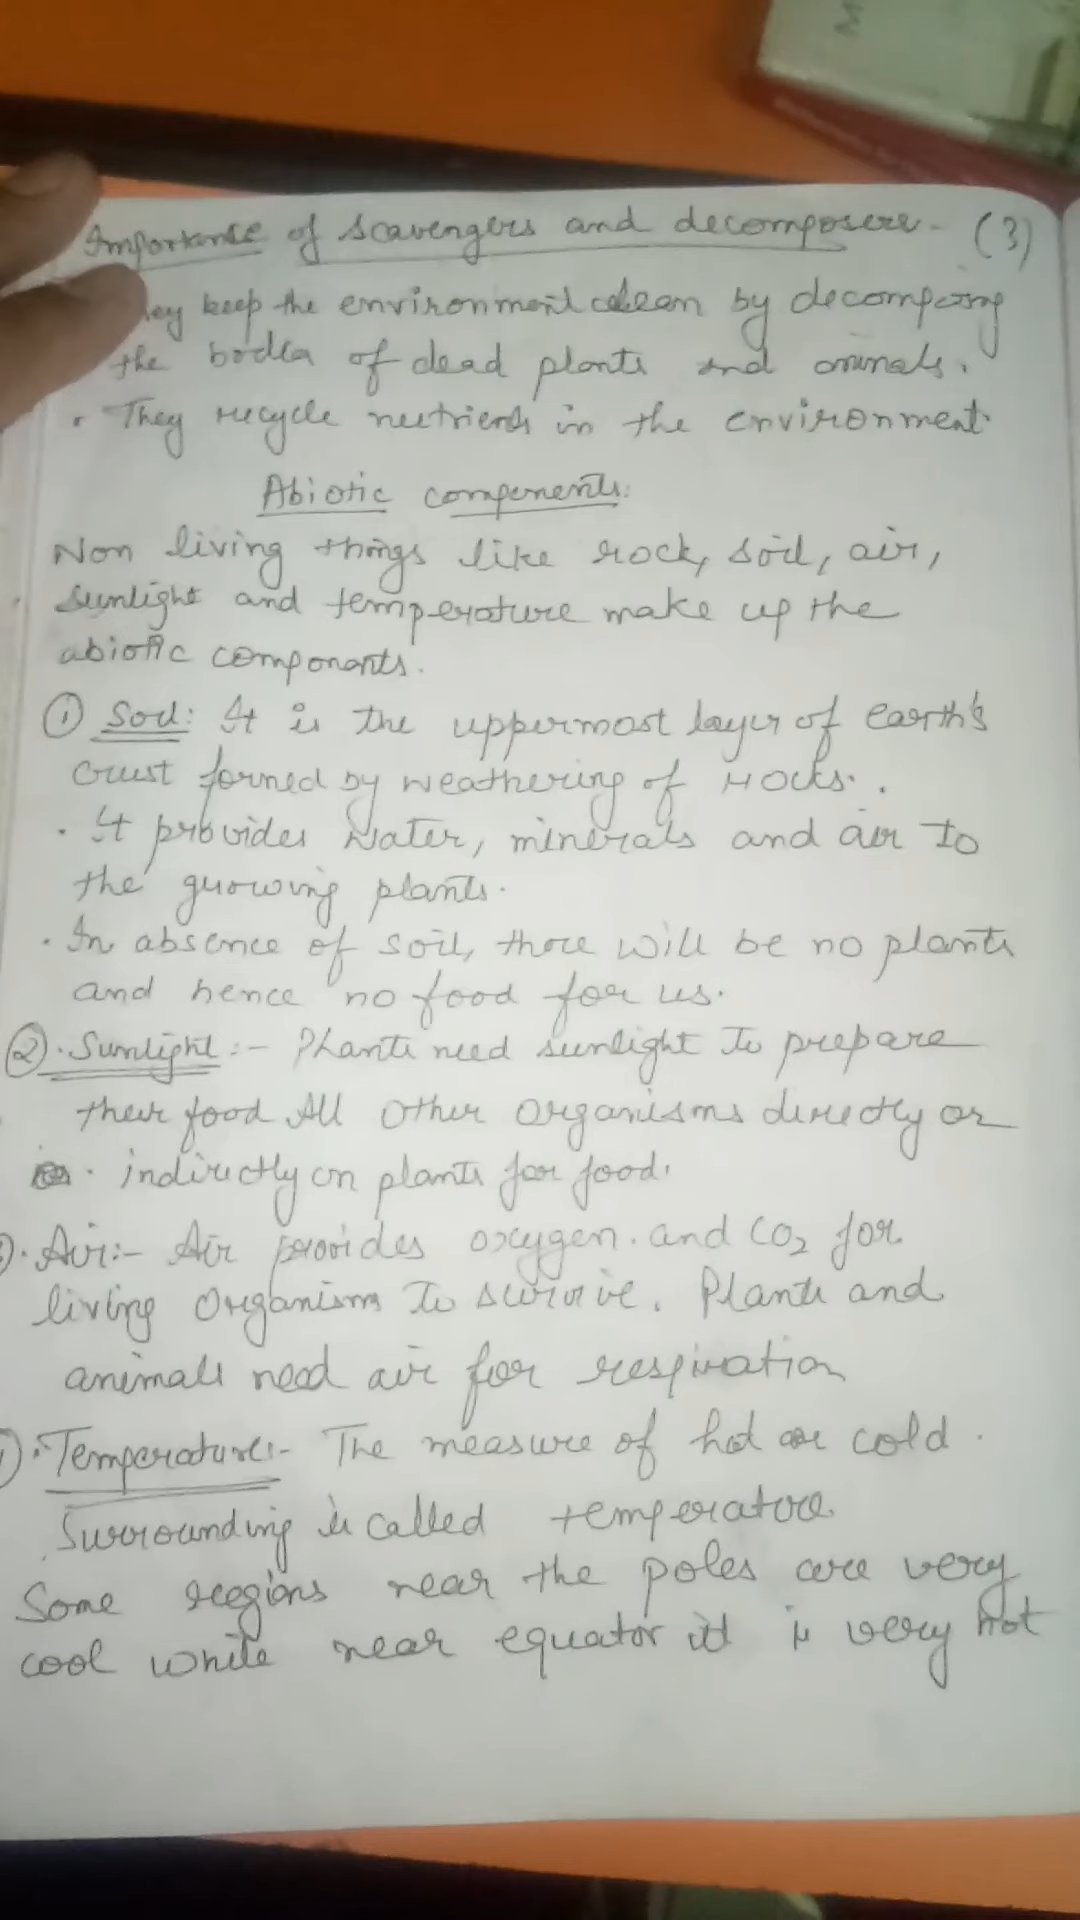 Importance of scavengers and decomposers - (3)
they keep the environment clean by decomposing
the bodies of dead plants and animals.
• They recycle nutrients in the environment.
Abiotic components:
Non living things like rock, soil, air,
Sunlight and temperature make up the
abiotic components.
① Soil: It is the uppermost layer of earth's
crust formed by weathering of rocks.
• It provides water, minerals and air to
the growing plants.
• In absence of soil, there will be no plants
and hence no food for us.
②. Sunlight :- Plants need sunlight to prepare
their food All other organisms directly or
• indirectly on plants for food.
. Air:- Air provides oxygen. and CO₂ for
living organisms to survive. Plants and
animals need air for respiration
. Temperature:- The measure of hot or cold.
Surrounding is called temperature.
Some regions near the poles are very
cool while near equator it is very hot